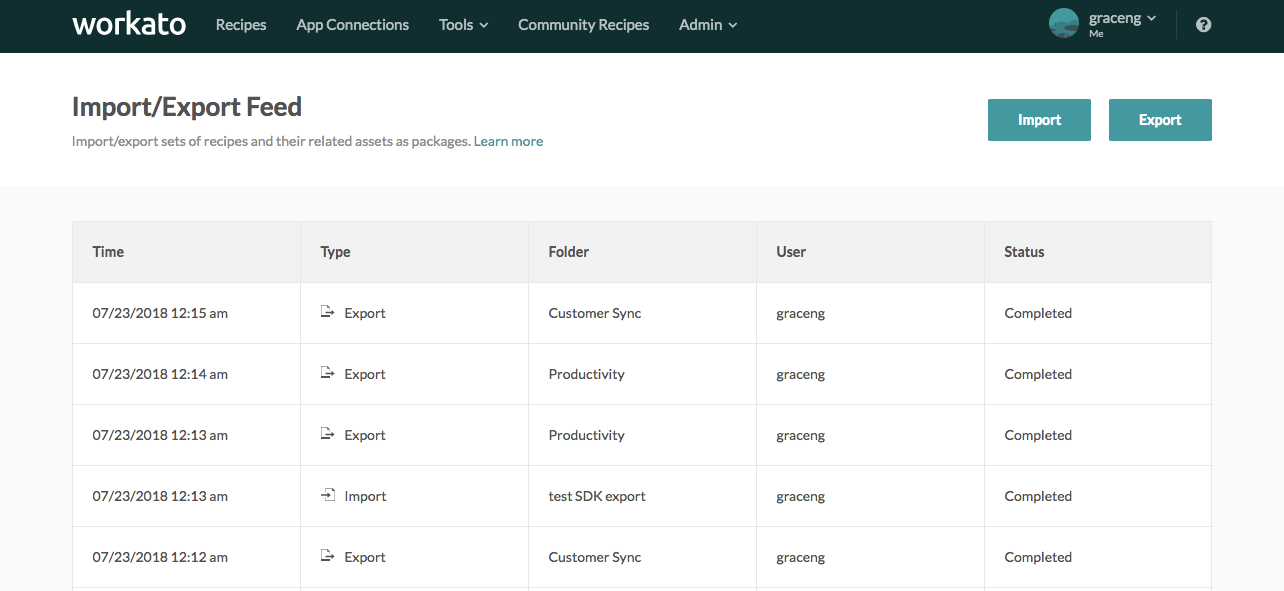 workato Recipes App Connections Tools Community Recipes Admin graceng
Me
Import/Export Feed
Import/export sets of recipes and their related assets as packages. Learn more
Import Export
Time Type Folder User Status
07/23/2018 12:15 am Export Customer Sync graceng Completed
07/23/2018 12:14 am Export Productivity graceng Completed
07/23/2018 12:13 am Export Productivity graceng Completed
07/23/2018 12:13 am Import test SDK export graceng Completed
07/23/2018 12:12 am Export Customer Sync graceng Completed